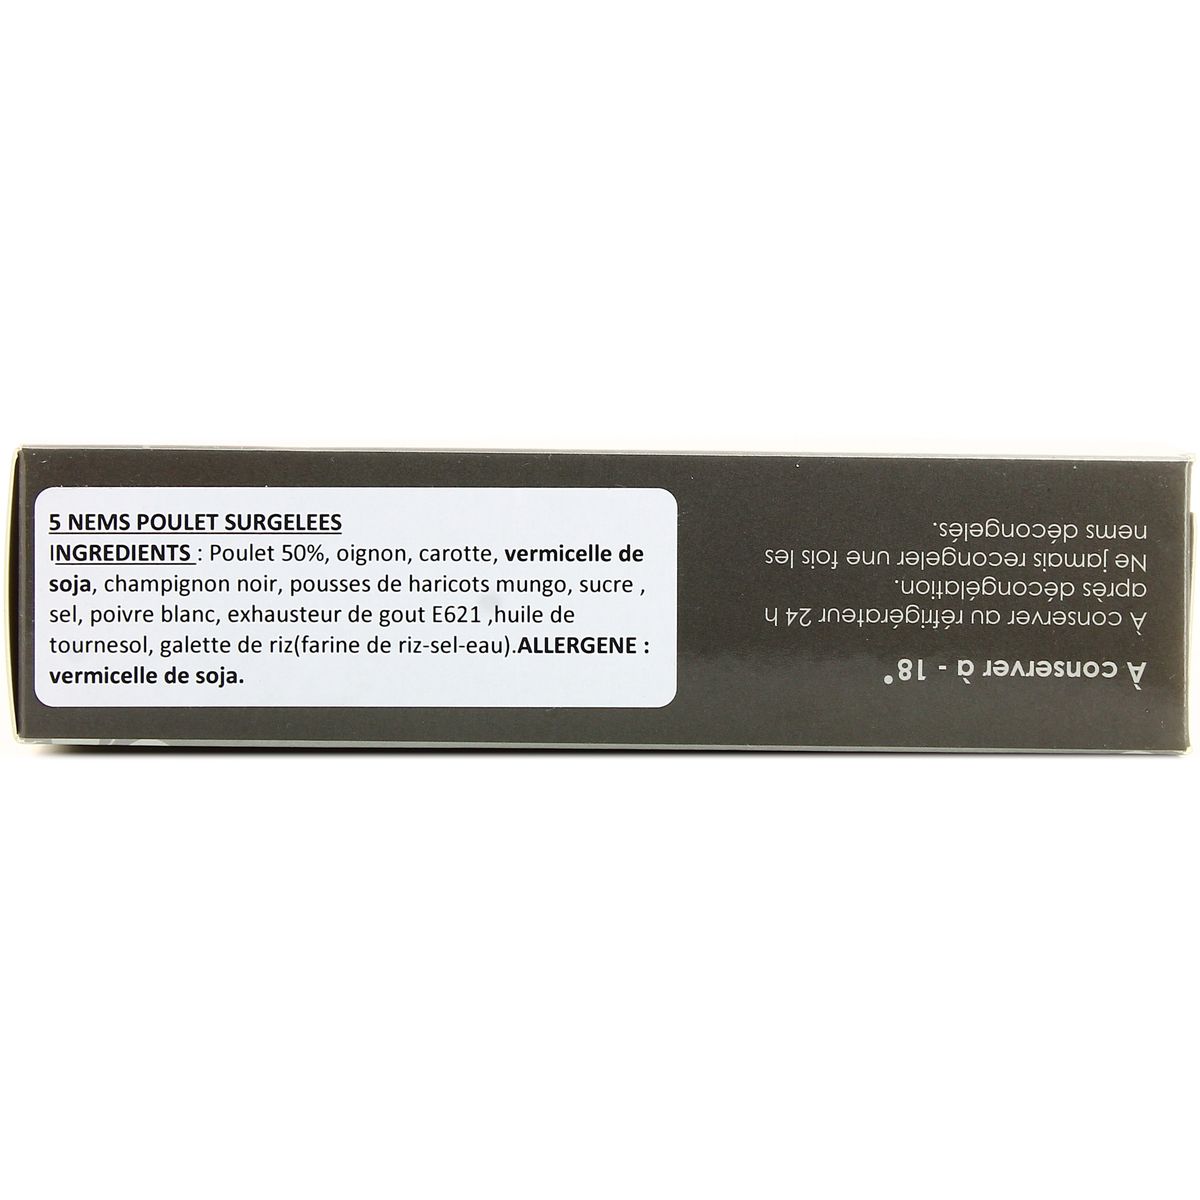 5 NEMS POULET SURGELEES
INGREDIENTS : Poulet 50%, oignon, carotte, vermicelle de
soja, champignon noir, pousses de haricots mungo, sucre ,
sel, poivre blanc, exhausteur de gout E621 ,huile de
tournesol, galette de riz(farine de riz-sel-eau).ALLERGENE :
vermicelle de soja.
À conserver à - 18°
À conserver au réfrigérateur 24 h
après décongélation.
Ne jamais recongeler une fois les
nems décongelés.